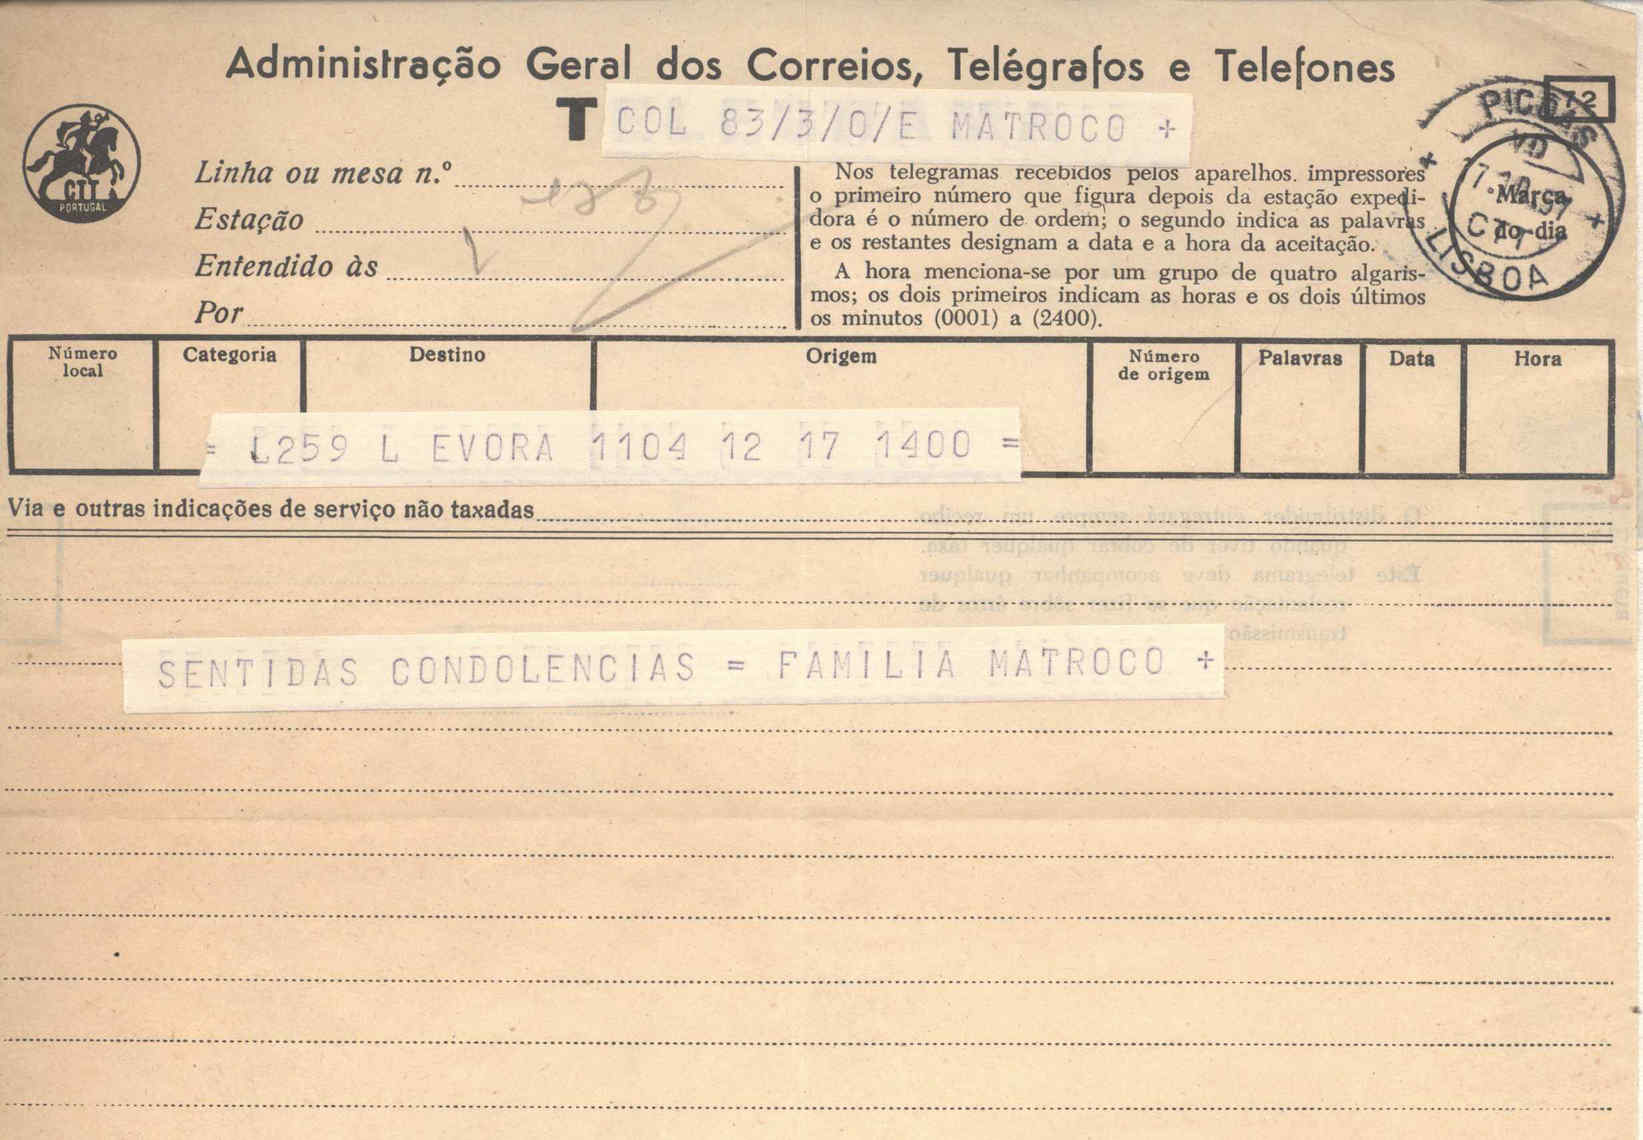 Administração Geral dos Correios, Telégrafos e Telefones
T COL 83/3/0/E MATROCO +
12
CTT
PORTUGAL
PICOAS
CTT
LISBOA
Marca
do dia
Linha ou mesa n.º
Estação
Entendido às
Por
Nos telegramas recebidos pelos aparelhos. impressores
o primeiro número que figura depois da estação expedi-
dora é o número de ordem; o segundo indica as palavras
e os restantes designam a data e a hora da aceitação.
A hora menciona-se por um grupo de quatro algaris-
mos; os dois primeiros indicam as horas e os dois últimos
os minutos (0001) a (2400).
Número local Categoria Destino Origem Número de origem Palavras Data Hora
= L259 L EVORA 1104 12 17 1400 =
Via e outras indicações de serviço não taxadas
SENTIDAS CONDOLENCIAS = FAMILIA MATROCO +